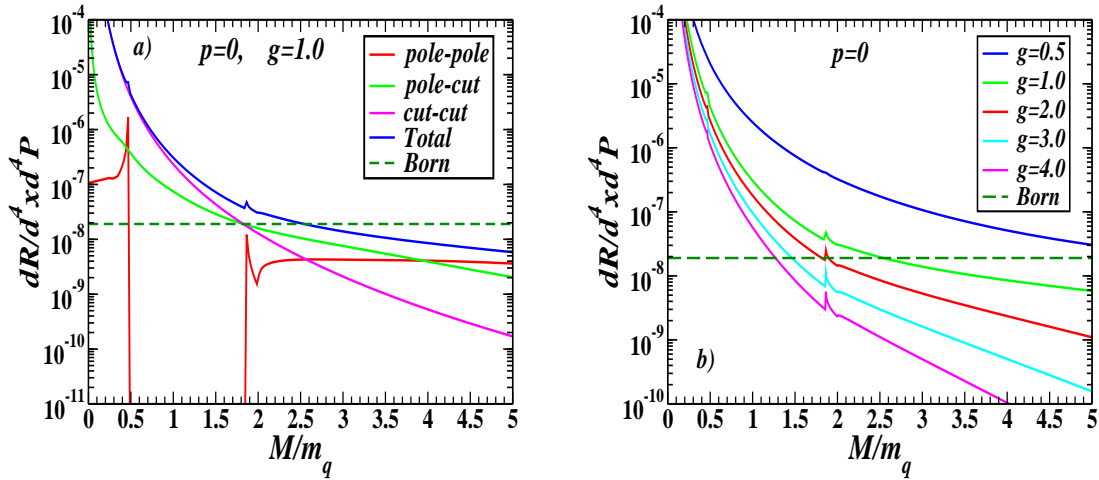 a) p=0, g=1.0
pole-pole
pole-cut
cut-cut
Total
Born
10^-4
10^-5
10^-6
10^-7
10^-8
10^-9
10^-10
10^-11
dR/d^4xd^4P
0 0.5 1 1.5 2 2.5 3 3.5 4 4.5 5
M/m_q
p=0
g=0.5
g=1.0
g=2.0
g=3.0
g=4.0
Born
b)
10^-4
10^-5
10^-6
10^-7
10^-8
10^-9
10^-10
dR/d^4xd^4P
0 0.5 1 1.5 2 2.5 3 3.5 4 4.5 5
M/m_q